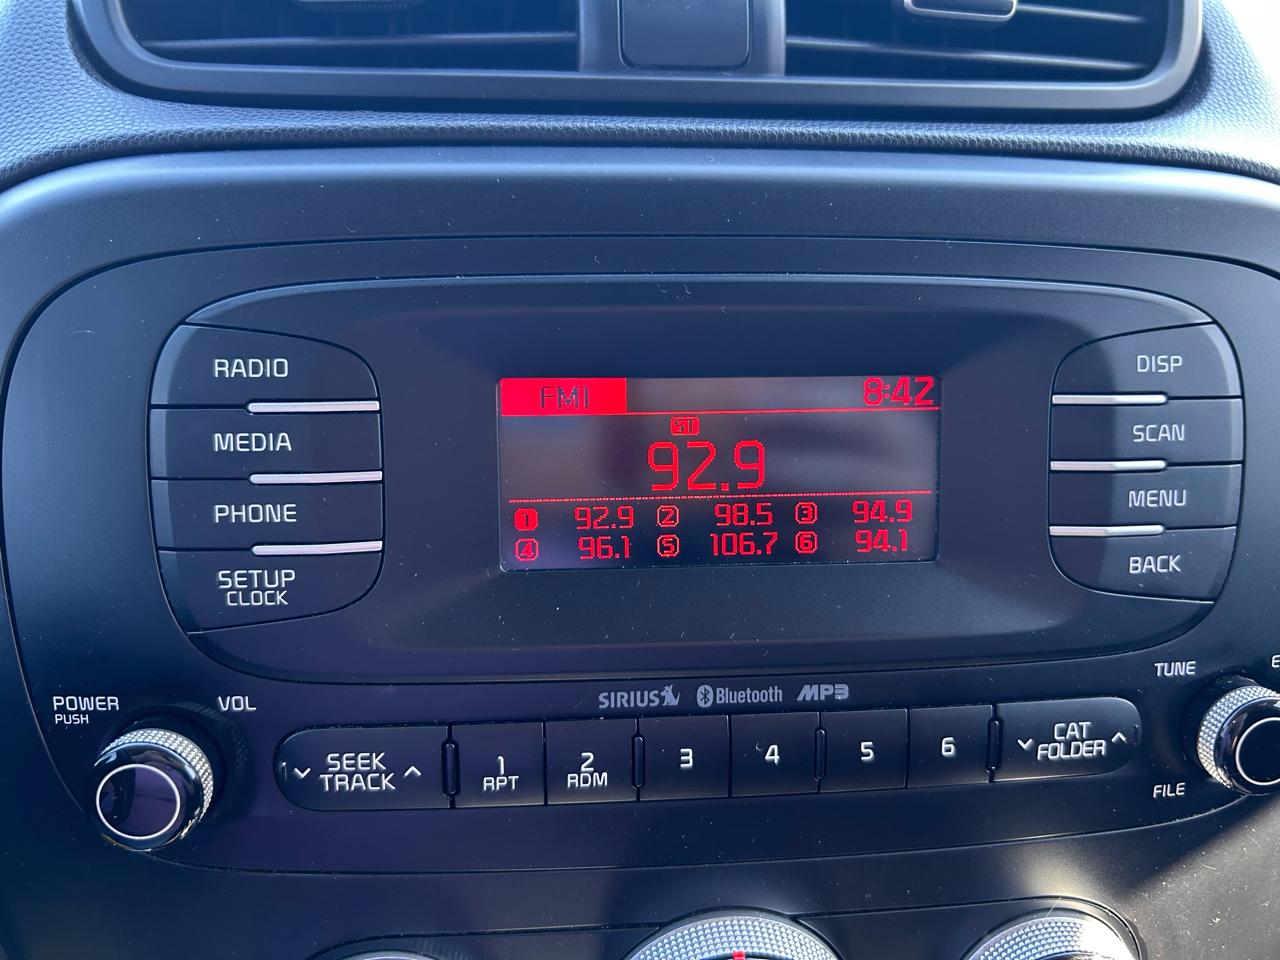 RADIO
MEDIA
PHONE
SETUP
CLOCK
FM1 8:42
ST
92.9
1 92.9 2 98.5 3 94.9
4 96.1 5 106.7 6 94.1
DISP
SCAN
MENU
BACK
POWER
PUSH
VOL
SIRIUS Bluetooth MP3
TUNE
SEEK
TRACK
1
RPT
2
RDM
3
4
5
6
CAT
FOLDER
FILE